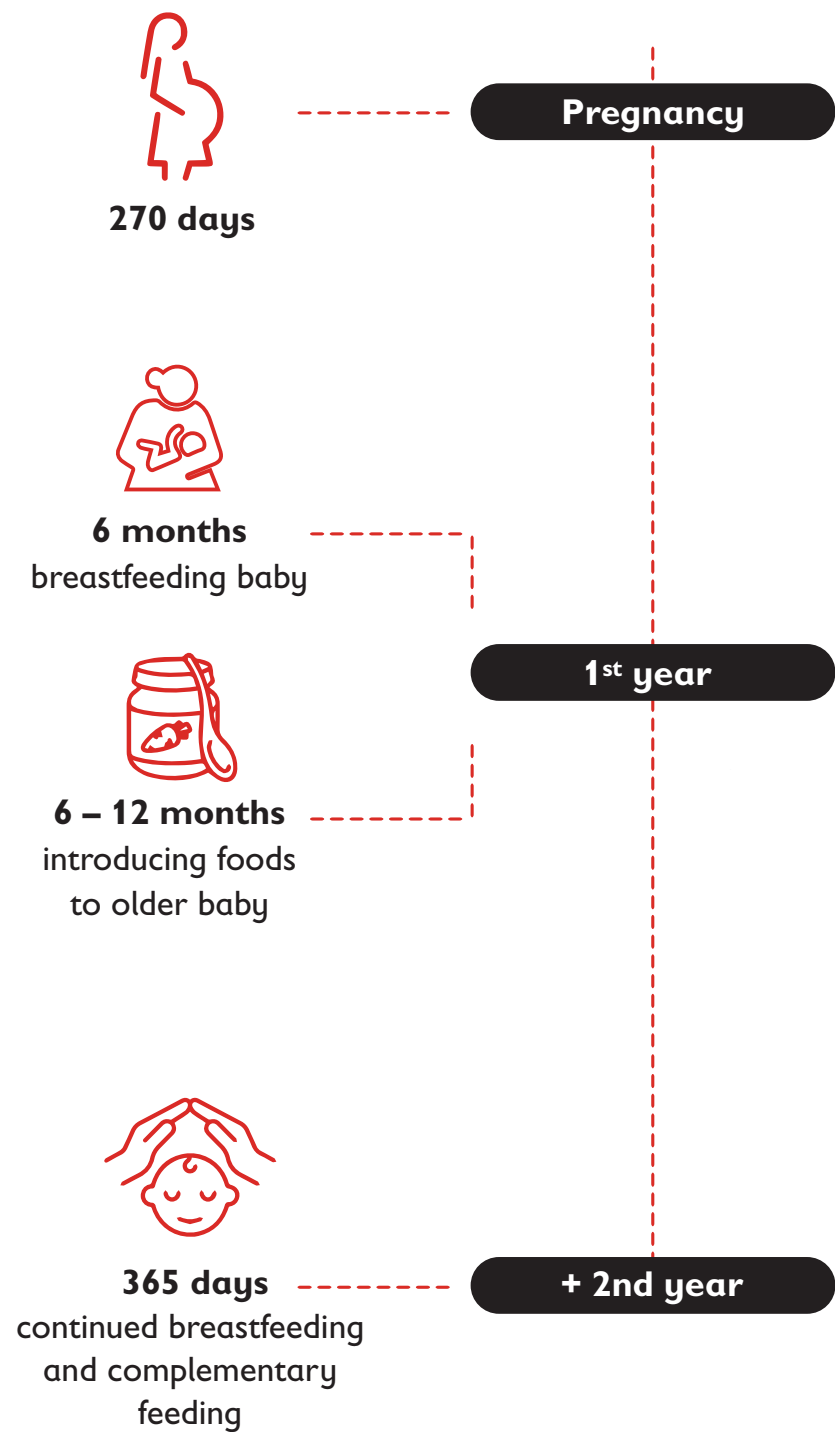 Pregnancy
270 days
6 months
breastfeeding baby
1st year
6 – 12 months
introducing foods
to older baby
365 days
+ 2nd year
continued breastfeeding
and complementary
feeding